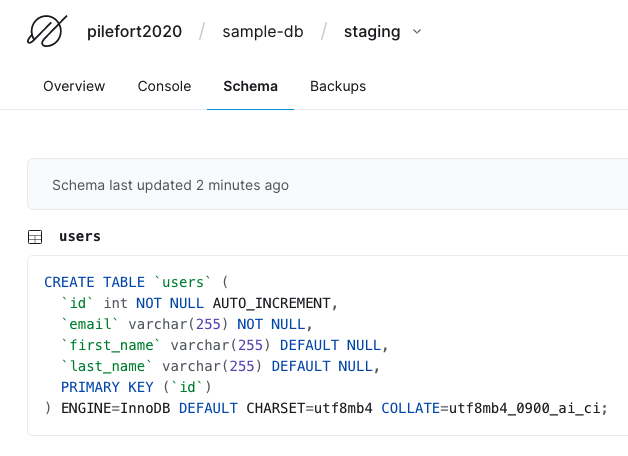 pilefort2020 / sample-db / staging
Overview Console Schema Backups
Schema last updated 2 minutes ago
users
CREATE TABLE `users` (
  `id` int NOT NULL AUTO_INCREMENT,
  `email` varchar(255) NOT NULL,
  `first_name` varchar(255) DEFAULT NULL,
  `last_name` varchar(255) DEFAULT NULL,
  PRIMARY KEY (`id`)
) ENGINE=InnoDB DEFAULT CHARSET=utf8mb4 COLLATE=utf8mb4_0900_ai_ci;